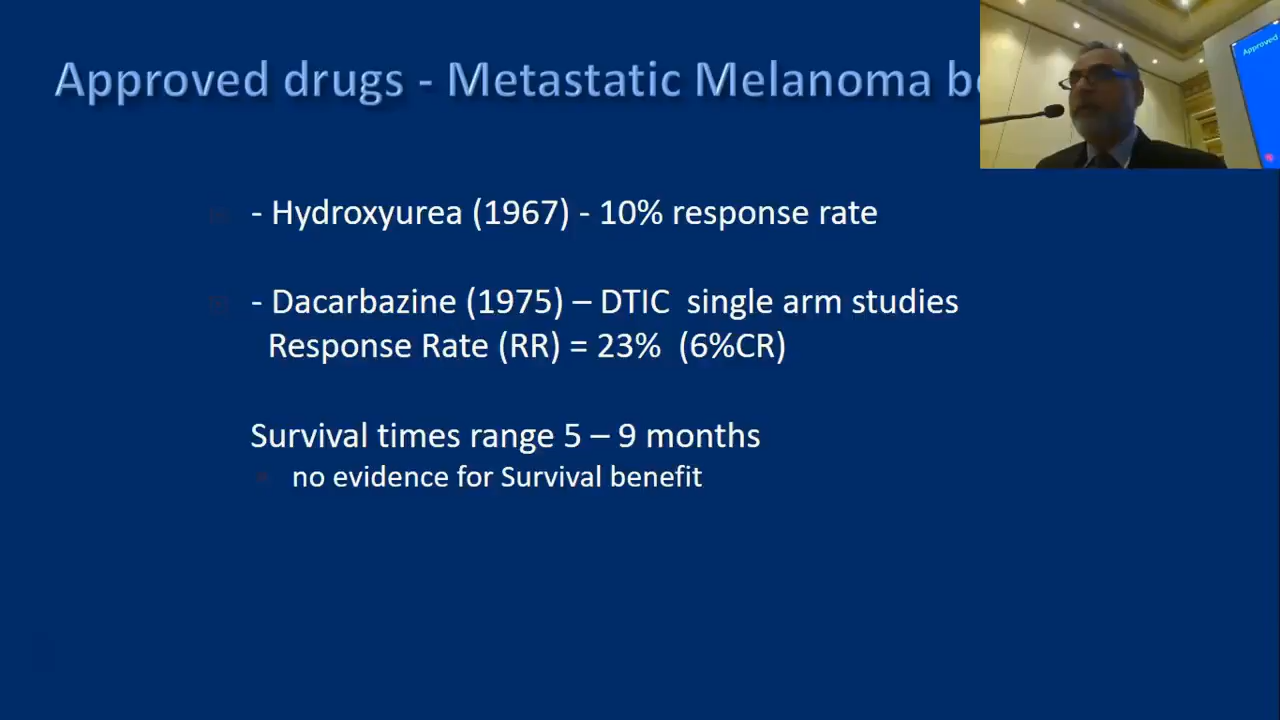 Approved drugs - Metastatic Melanoma
Approved
- Hydroxyurea (1967) - 10% response rate
- Dacarbazine (1975) – DTIC single arm studies
Response Rate (RR) = 23% (6%CR)
Survival times range 5 – 9 months
no evidence for Survival benefit